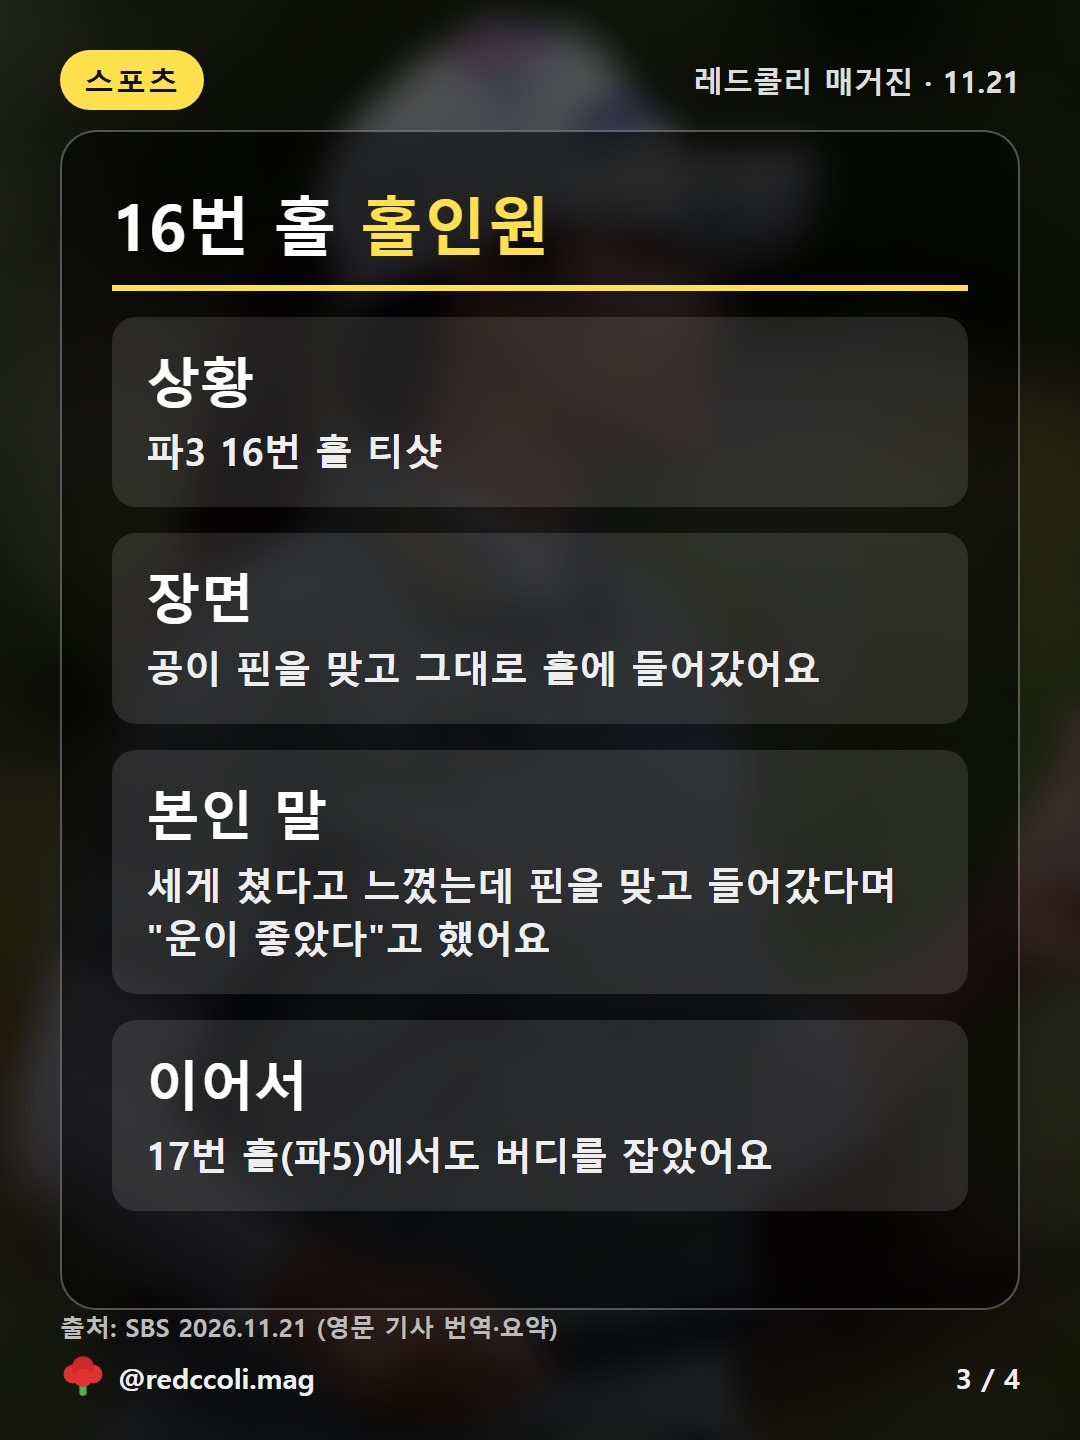 스포츠
레드콜리 매거진 · 11.21
16번 홀 홀인원
상황
파3 16번 홀 티샷
장면
공이 핀을 맞고 그대로 홀에 들어갔어요
본인 말
세게 쳤다고 느꼈는데 핀을 맞고 들어갔다며
"운이 좋았다"고 했어요
이어서
17번 홀(파5)에서도 버디를 잡았어요
출처: SBS 2026.11.21 (영문 기사 번역·요약)
@redccoli.mag
3 / 4